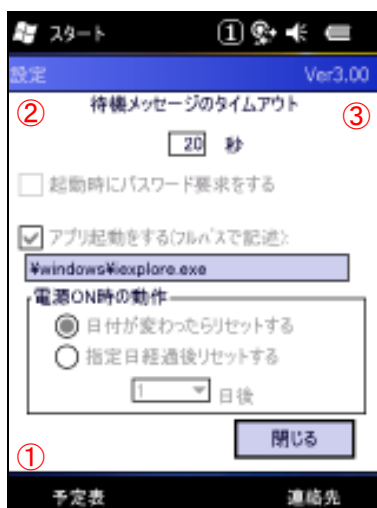 スタート ①
設定 Ver3.00
② 待機メッセージのタイムアウト ③
20 秒
起動時にパスワード要求をする
アプリ起動をする(フルパスで記述):
¥windows¥iexplore.exe
電源ON時の動作
日付が変わったらリセットする
指定日経過後リセットする
1 日後
閉じる
①
予定表 連絡先